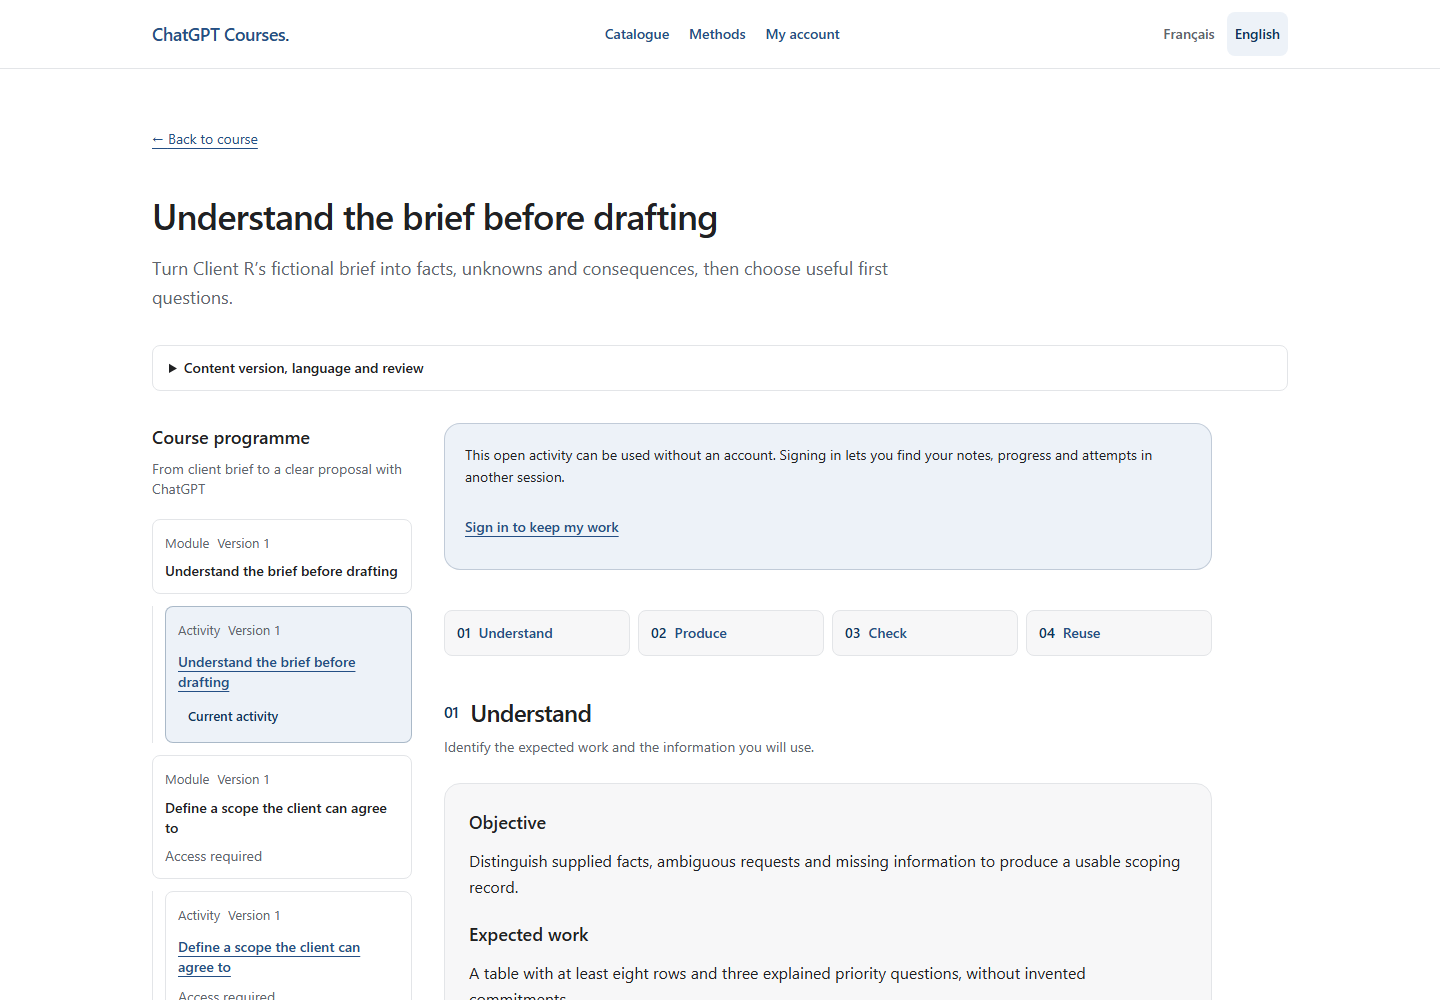 ChatGPT Courses.
Catalogue Methods My account
Français English
← Back to course
Understand the brief before drafting
Turn Client R’s fictional brief into facts, unknowns and consequences, then choose useful first
questions.
▶ Content version, language and review
Course programme
From client brief to a clear proposal with
ChatGPT
Module Version 1
Understand the brief before drafting
Activity Version 1
Understand the brief before
drafting
Current activity
Module Version 1
Define a scope the client can agree
to
Access required
Activity Version 1
Define a scope the client can
agree to
Access required
This open activity can be used without an account. Signing in lets you find your notes, progress and attempts in
another session.
Sign in to keep my work
01 Understand
02 Produce
03 Check
04 Reuse
01 Understand
Identify the expected work and the information you will use.
Objective
Distinguish supplied facts, ambiguous requests and missing information to produce a usable scoping
record.
Expected work
A table with at least eight rows and three explained priority questions, without invented
commitments.